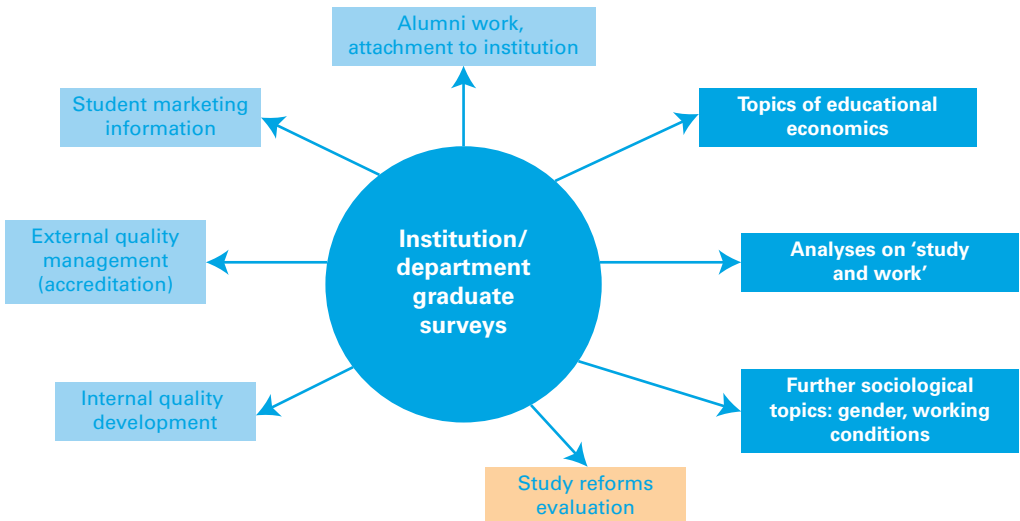 Alumni work,
attachment to institution
Student marketing
information
Topics of educational
economics
External quality
management
(accreditation)
Institution/
department
graduate
surveys
Analyses on ‘study
and work’
Internal quality
development
Further sociological
topics: gender, working
conditions
Study reforms
evaluation